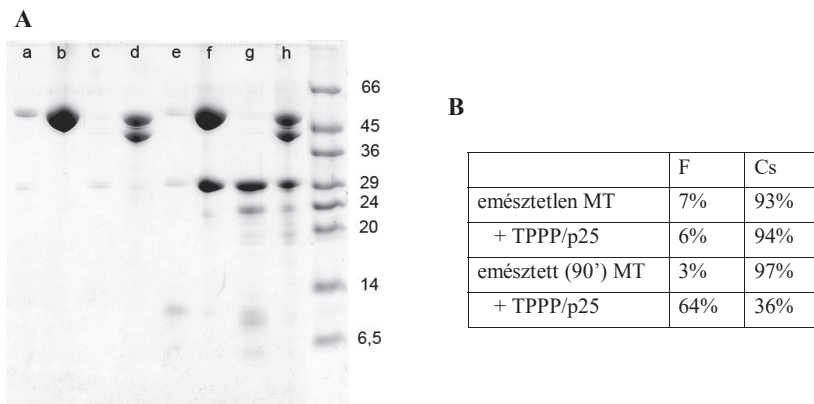 A
a b c d e f g h
66
45
36
29
24
20
14
6,5
B
F Cs
emésztetlen MT 7% 93%
+ TPPP/p25 6% 94%
emésztett (90’) MT 3% 97%
+ TPPP/p25 64% 36%